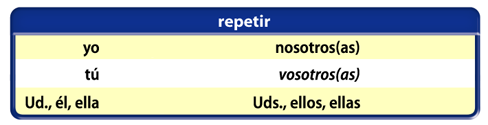 repetir
yo nosotros(as)
tú vosotros(as)
Ud., él, ella Uds., ellos, ellas